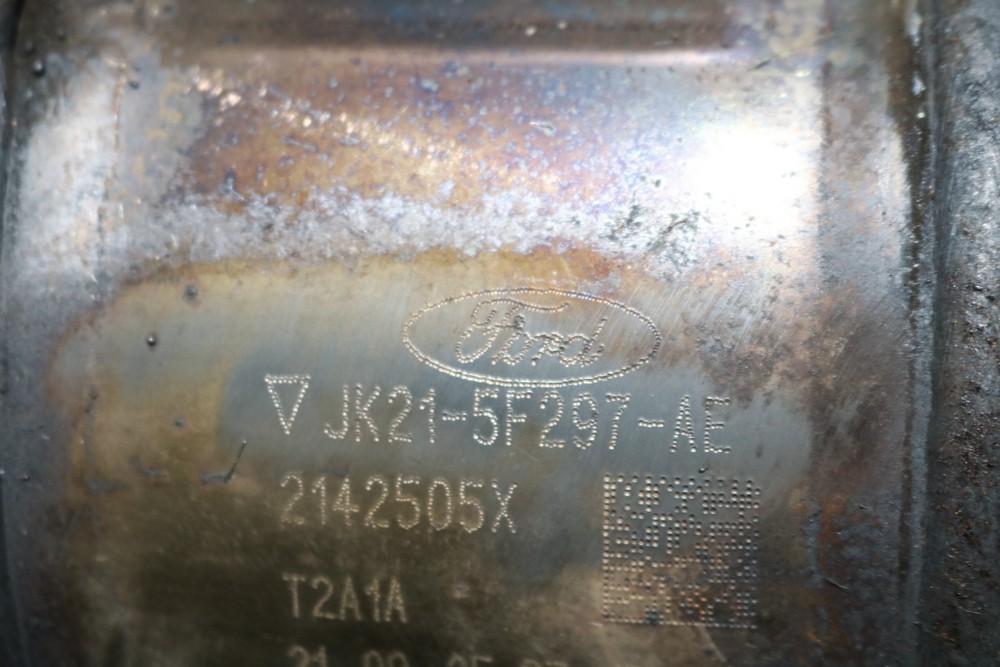 Ford
▽ JK21-5F297-AE
2142505X
T2A1A